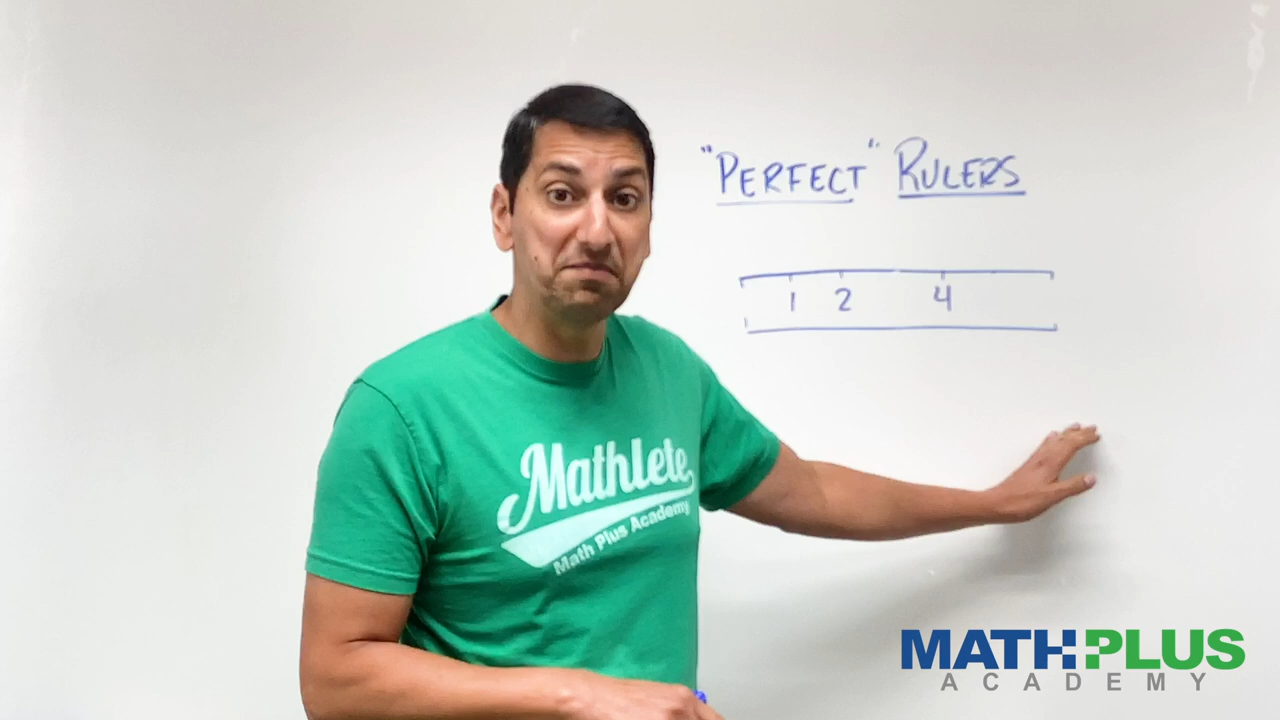 "PERFECT" RULERS
1 2 4
Mathlete
Math Plus Academy
MATH PLUS
ACADEMY